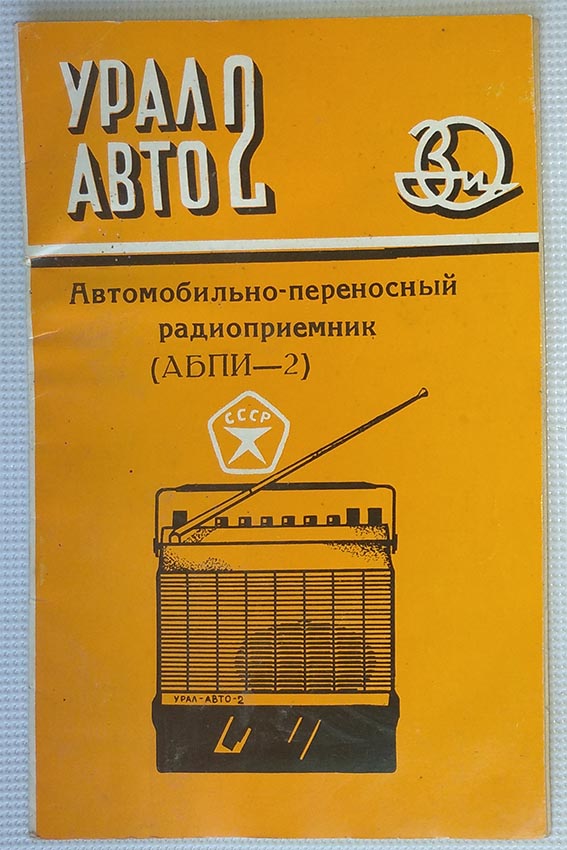 УРАЛ
АВТО 2
Автомобильно-переносный
радиоприемник
(АБПИ—2)
СССР
УРАЛ-АВТО-2